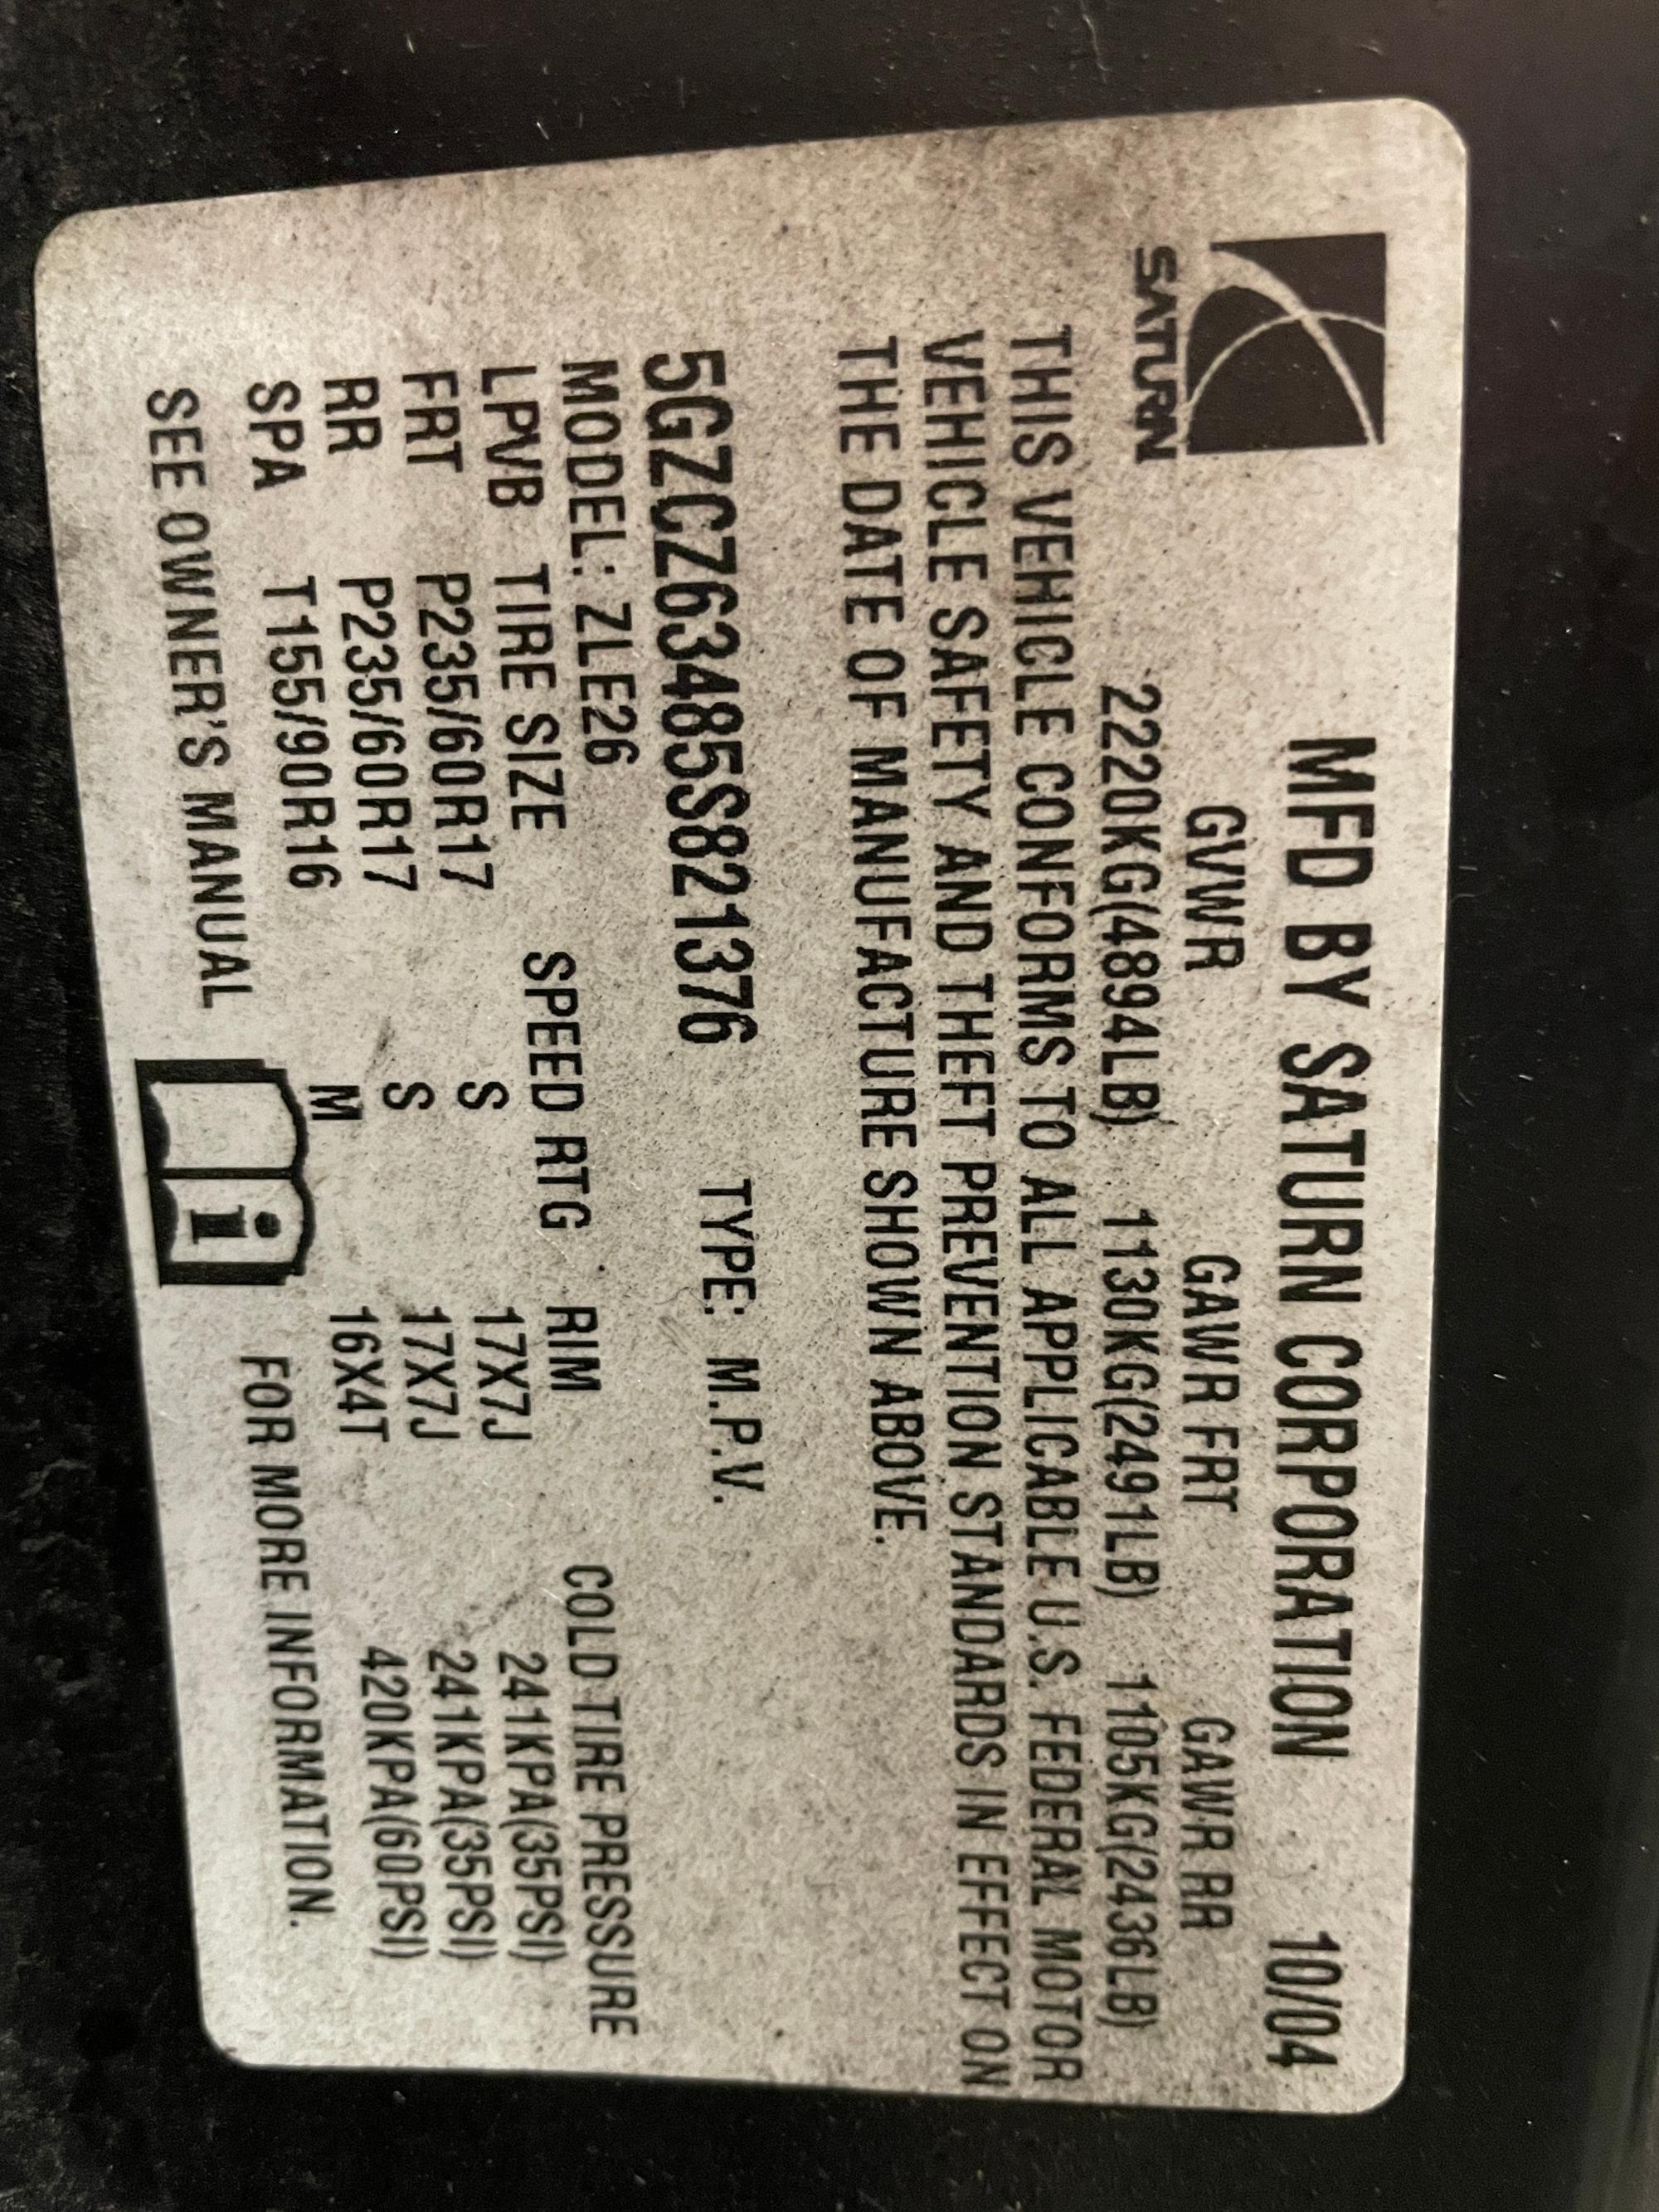 MFD BY SATURN CORPORATION 10/04
SATURN
GVWR GAWR FRT GAWR RR
2220KG(4894LB) 1130KG(2491LB) 1105KG(2436LB)
THIS VEHICLE CONFORMS TO ALL APPLICABLE U.S. FEDERAL MOTOR
VEHICLE SAFETY AND THEFT PREVENTION STANDARDS IN EFFECT ON
THE DATE OF MANUFACTURE SHOWN ABOVE.
5GZCZ63485S821376 TYPE: M.P.V.
MODEL: ZLE26
LPVB TIRE SIZE SPEED RTG RIM COLD TIRE PRESSURE
FRT P235/60R17 S 17X7J 241KPA(35PSI)
RR P235/60R17 S 17X7J 241KPA(35PSI)
SPA T155/90R16 M 16X4T 420KPA(60PSI)
SEE OWNER'S MANUAL i FOR MORE INFORMATION.